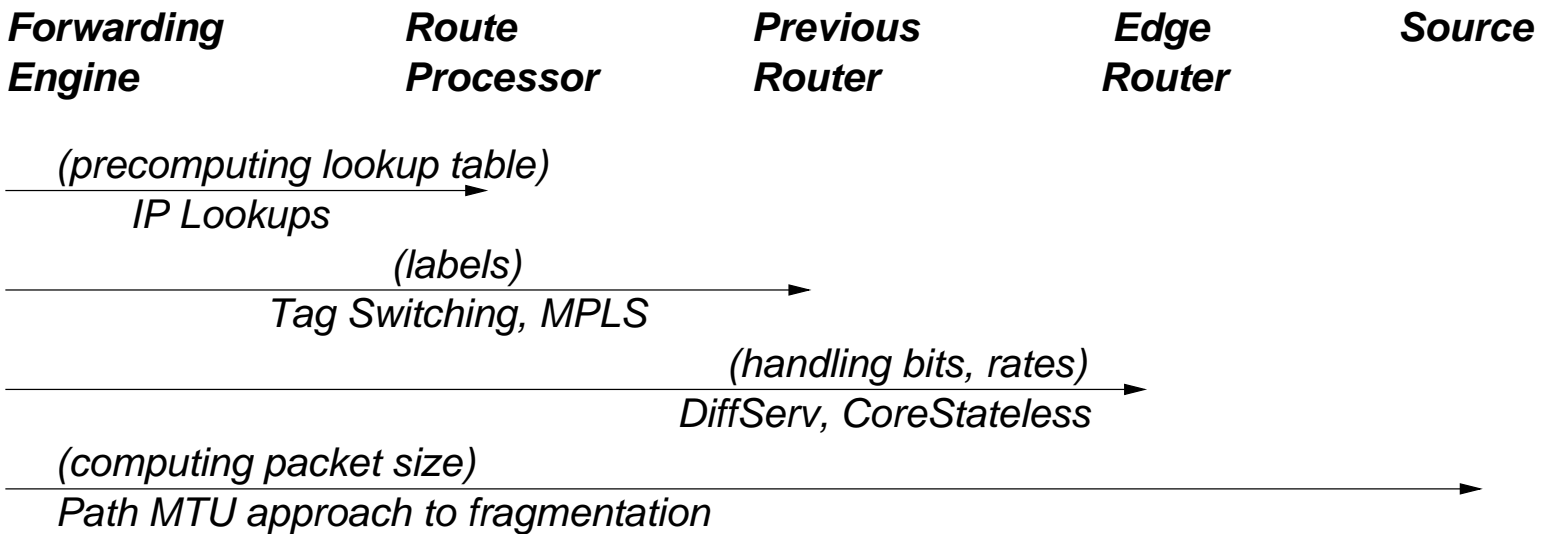 Forwarding Route Previous Edge Source
Engine Processor Router Router
(precomputing lookup table)
IP Lookups
(labels)
Tag Switching, MPLS
(handling bits, rates)
DiffServ, CoreStateless
(computing packet size)
Path MTU approach to fragmentation